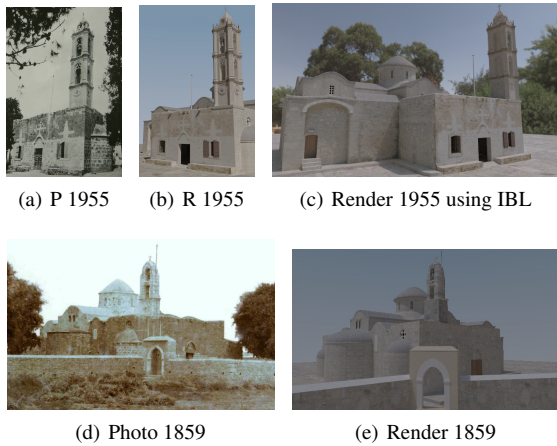 (a) P 1955
(b) R 1955
(c) Render 1955 using IBL
(d) Photo 1859
(e) Render 1859